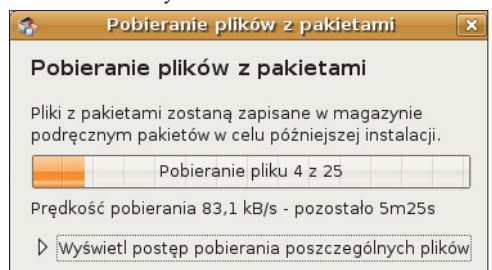 Pobieranie plików z pakietami
Pobieranie plików z pakietami
Pliki z pakietami zostaną zapisane w magazynie
podręcznym pakietów w celu późniejszej instalacji.
Pobieranie pliku 4 z 25
Prędkość pobierania 83,1 kB/s - pozostało 5m25s
Wyświetl postęp pobierania poszczególnych plików